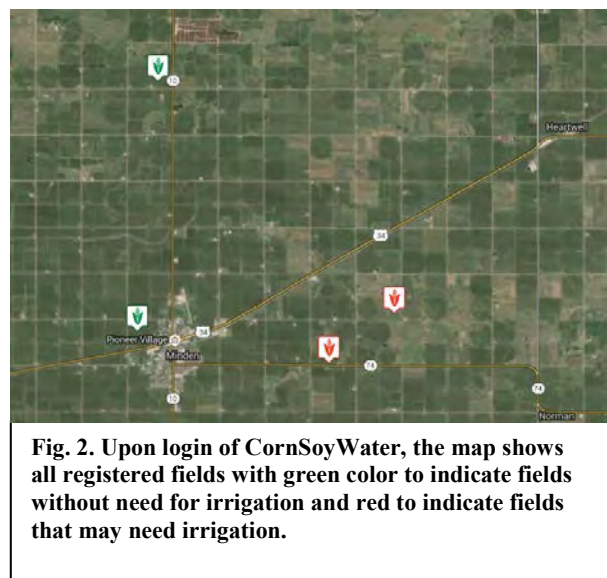 10
Heartwell
34
Pioneer Village
34
Minden
74
74
10
Norman
Fig. 2. Upon login of CornSoyWater, the map shows
all registered fields with green color to indicate fields
without need for irrigation and red to indicate fields
that may need irrigation.